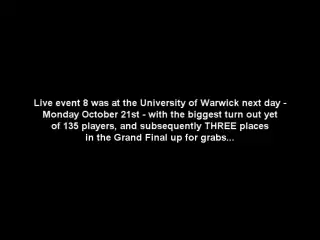 Live event 8 was at the University of Warwick next day -
Monday October 21st - with the biggest turn out yet
of 135 players, and subsequently THREE places
in the Grand Final up for grabs...